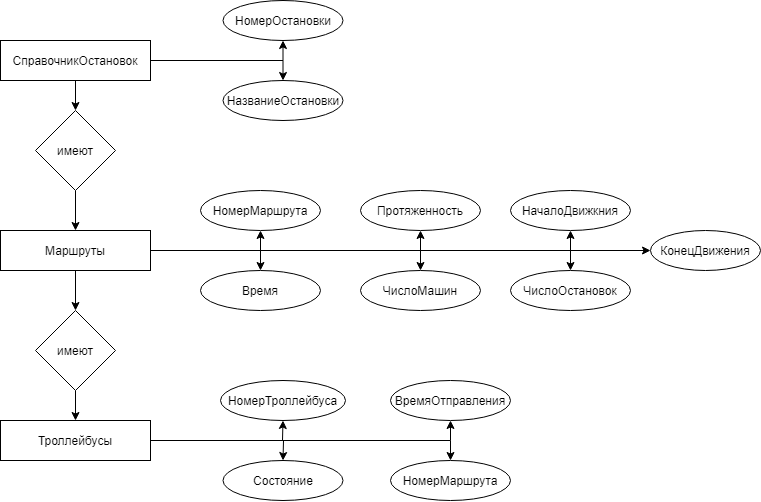 НомерОстановки
СправочникОстановок
НазваниеОстановки
имеют
НомерМаршрута
Протяженность
НачалоДвижкния
Маршруты
КонецДвижения
Время
ЧислоМашин
ЧислоОстановок
имеют
НомерТроллейбуса
ВремяОтправления
Троллейбусы
Состояние
НомерМаршрута